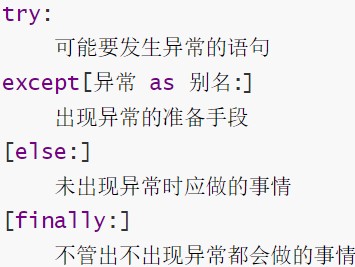 try:
可能要发生异常的语句
except[异常 as 别名:]
出现异常的准备手段
[else:]
未出现异常时应做的事情
[finally:]
不管出不出现异常都会做的事情